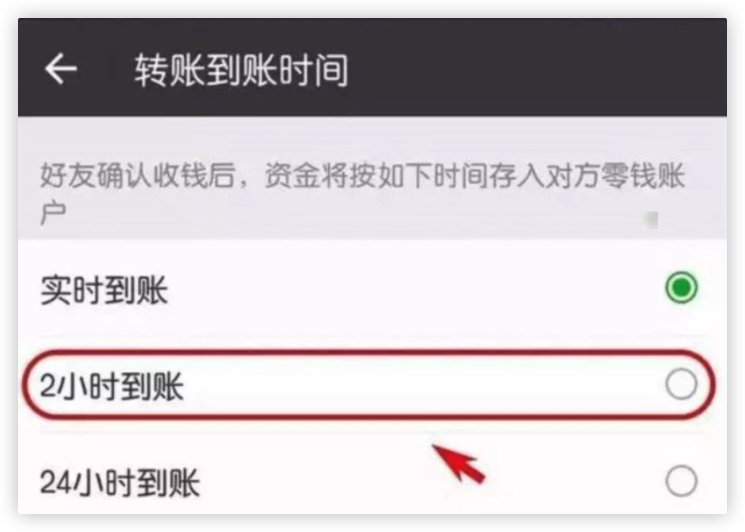 转账到账时间
好友确认收钱后，资金将按如下时间存入对方零钱账
户
实时到账
2小时到账
24小时到账